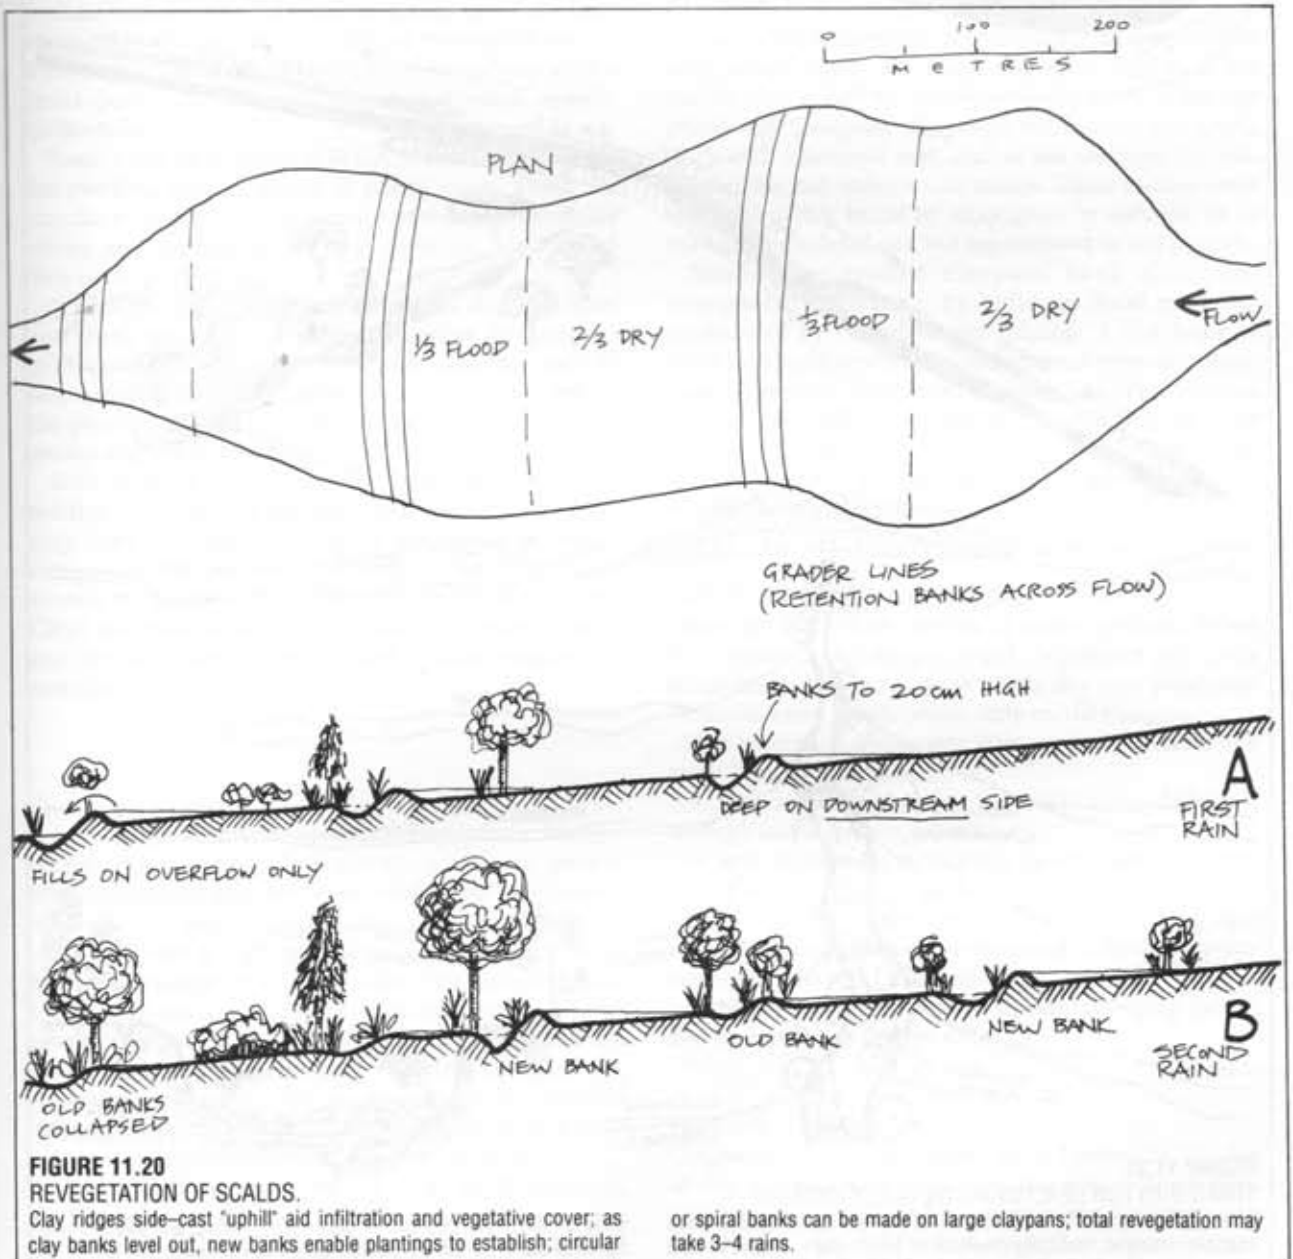 0 100 200
METRES
PLAN
1/3 FLOOD
2/3 DRY
1/3 FLOOD
2/3 DRY
FLOW
GRADER LINES
(RETENTION BANKS ACROSS FLOW)
BANKS TO 20cm HIGH
DEEP ON DOWNSTREAM SIDE
A
FIRST
RAIN
FILLS ON OVERFLOW ONLY
NEW BANK
OLD BANK
NEW BANK
B
SECOND
RAIN
OLD BANKS
COLLAPSED
FIGURE 11.20
REVEGETATION OF SCALDS.
Clay ridges side–cast "uphill" aid infiltration and vegetative cover; as
clay banks level out, new banks enable plantings to establish; circular
or spiral banks can be made on large claypans; total revegetation may
take 3–4 rains.